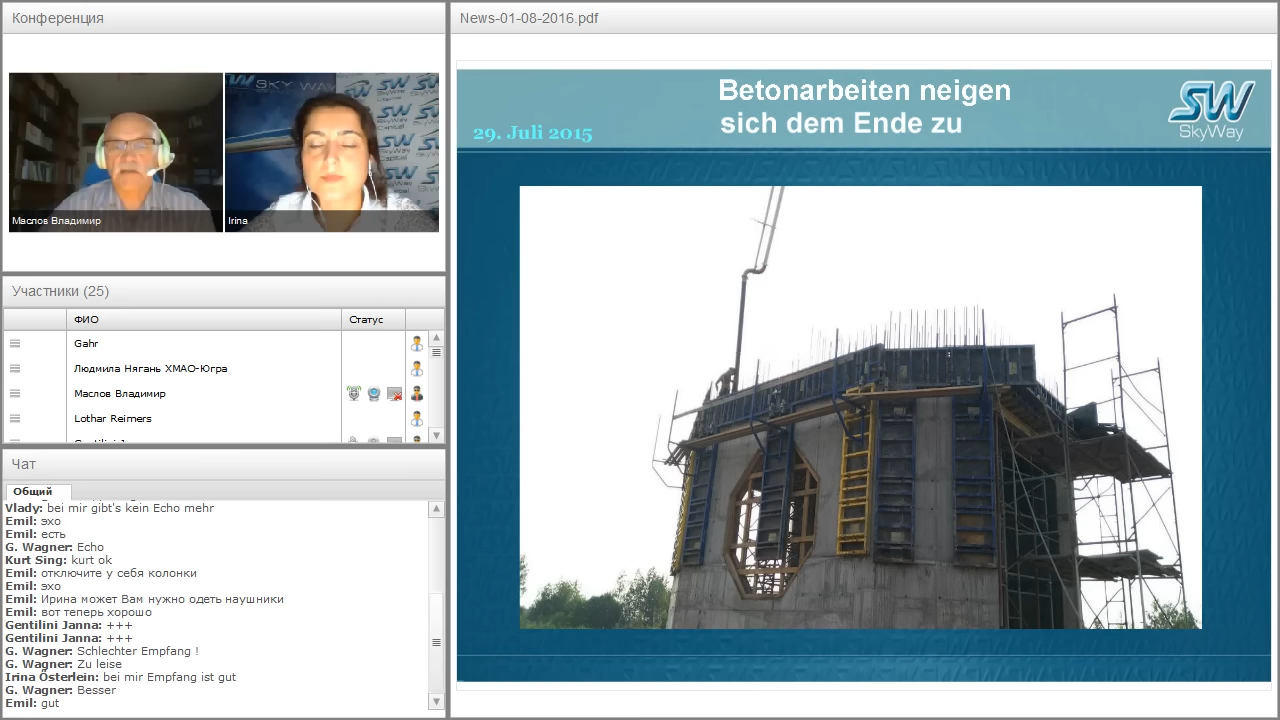 Конференция
Маслов Владимир
Irina
SKY WAY
Участники (25)
ФИО
Статус
Gahr
Людмила Нягань ХМАО-Югра
Маслов Владимир
Lothar Reimers
Чат
Общий
Vlady: bei mir gibt's kein Echo mehr
Emil: эхо
Emil: есть
G. Wagner: Echo
Kurt Sing: kurt ok
Emil: отключите у себя колонки
Emil: эхо
Emil: Ирина может Вам нужно одеть наушники
Emil: вот теперь хорошо
Gentilini Janna: +++
Gentilini Janna: +++
G. Wagner: Schlechter Empfang !
G. Wagner: Zu leise
Irina Österlein: bei mir Empfang ist gut
G. Wagner: Besser
Emil: gut
News-01-08-2016.pdf
Betonarbeiten neigen
sich dem Ende zu
29. Juli 2015
SW
SkyWay